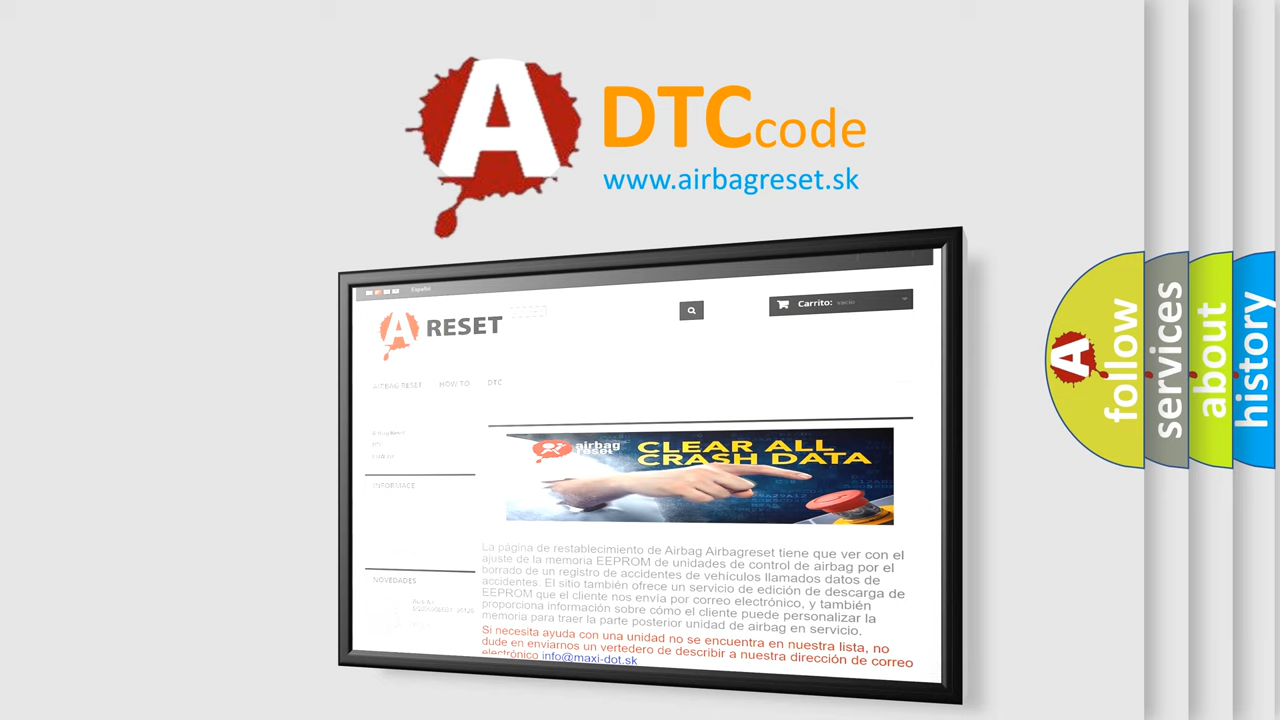 A
DTCcode
www.airbagreset.sk
Español
A RESET
Carrito: vacío
AIRBAG RESET HOW TO DTC
INFORMACE
NOVEDADES
airbag
reset
CLEAR ALL
CRASH DATA
La página de restablecimiento de Airbag Airbagreset tiene que ver con el
ajuste de la memoria EEPROM de unidades de control de airbag por el
borrado de un registro de accidentes de vehículos llamados datos de
accidentes. El sitio también ofrece un servicio de edición de descarga de
EEPROM que el cliente nos envía por correo electrónico, y también
proporciona información sobre cómo el cliente puede personalizar la
memoria para traer la parte posterior unidad de airbag en servicio.
Si necesita ayuda con una unidad no se encuentra en nuestra lista, no
dude en enviarnos un vertedero de describir a nuestra dirección de correo
electrónico info@maxi-dot.sk
A
follow
services
about
history